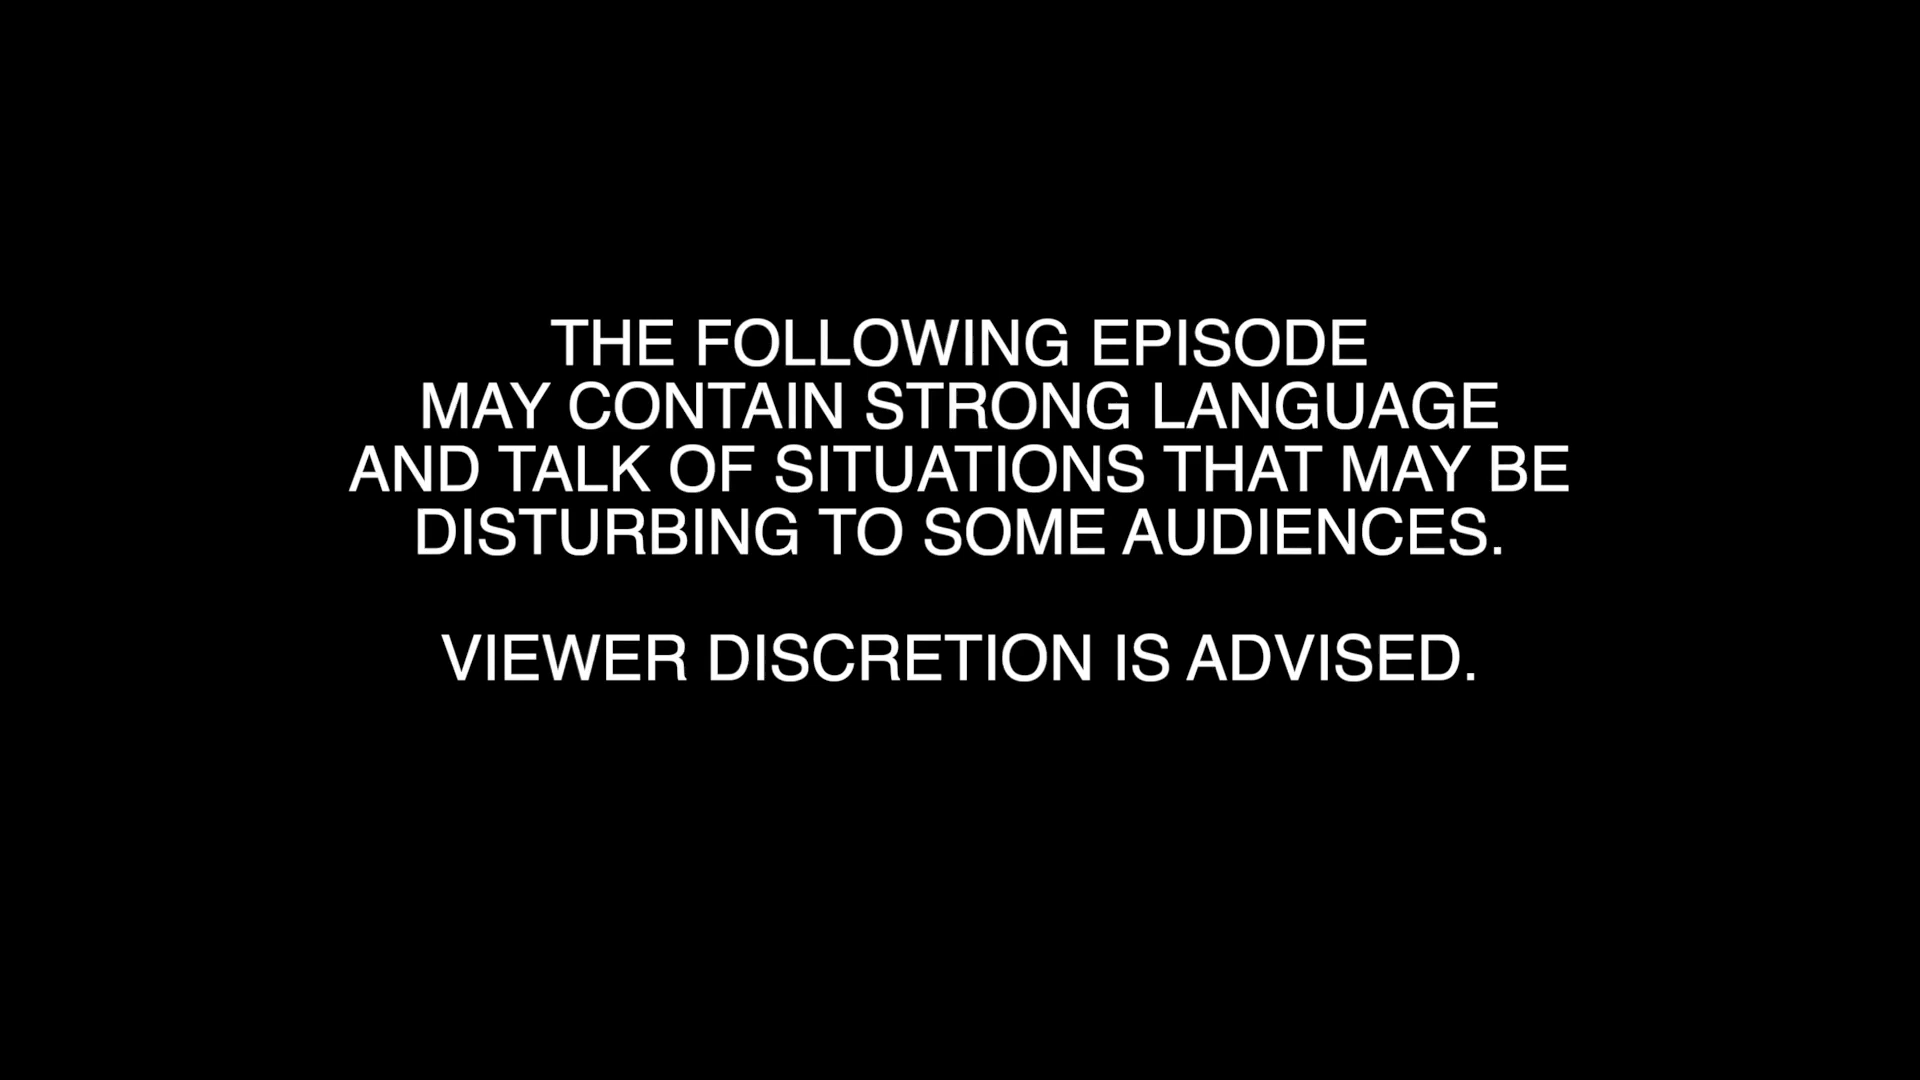 THE FOLLOWING EPISODE
MAY CONTAIN STRONG LANGUAGE
AND TALK OF SITUATIONS THAT MAY BE
DISTURBING TO SOME AUDIENCES.
VIEWER DISCRETION IS ADVISED.